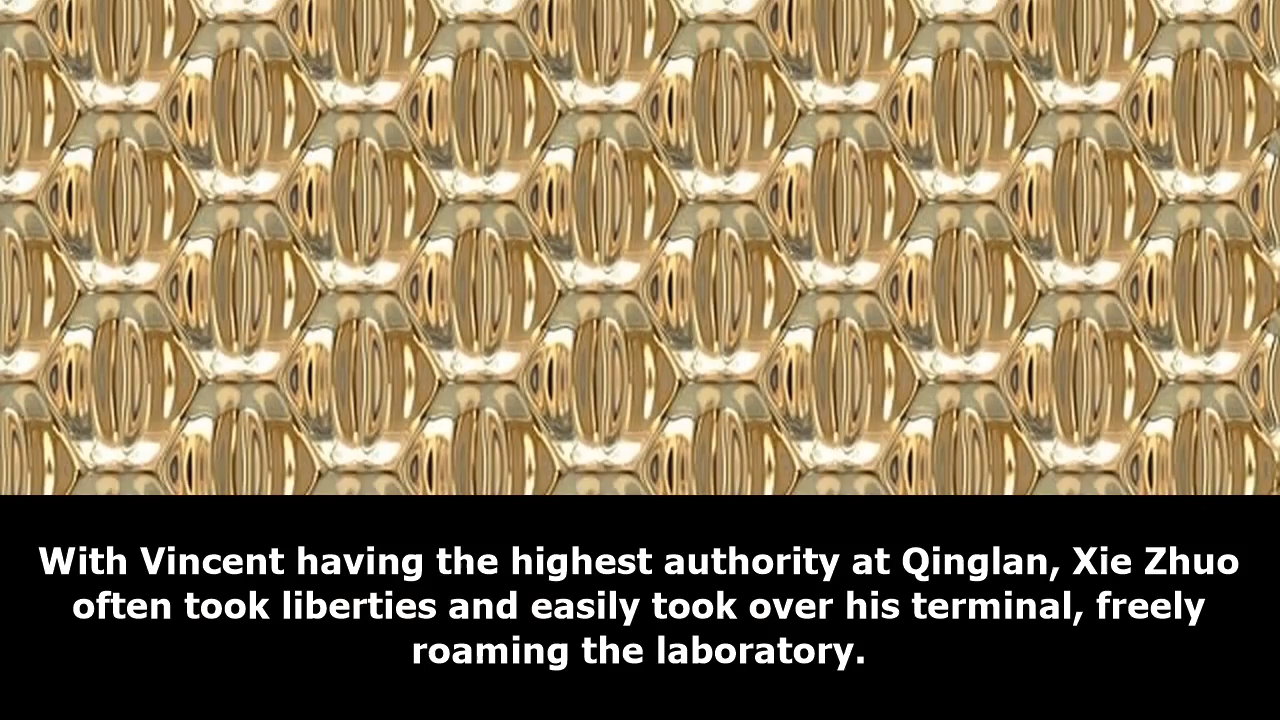 With Vincent having the highest authority at Qinglan, Xie Zhuo
often took liberties and easily took over his terminal, freely
roaming the laboratory.